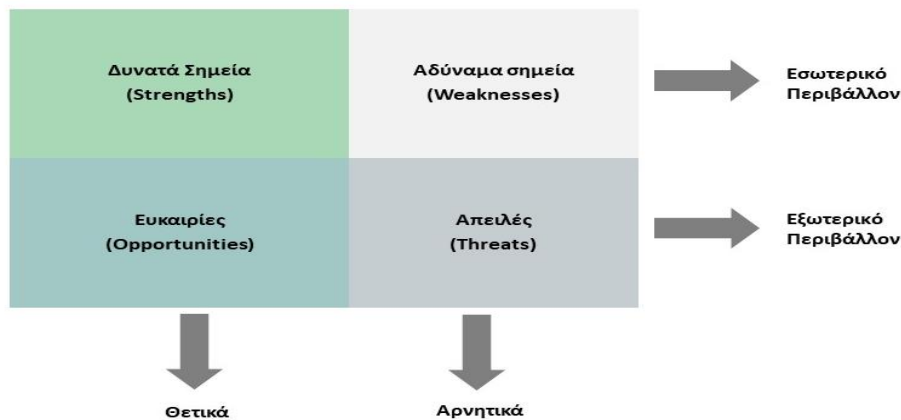 Δυνατά Σημεία
(Strengths)
Αδύναμα σημεία
(Weaknesses)
Εσωτερικό
Περιβάλλον
Ευκαιρίες
(Opportunities)
Απειλές
(Threats)
Εξωτερικό
Περιβάλλον
Θετικά
Αρνητικά